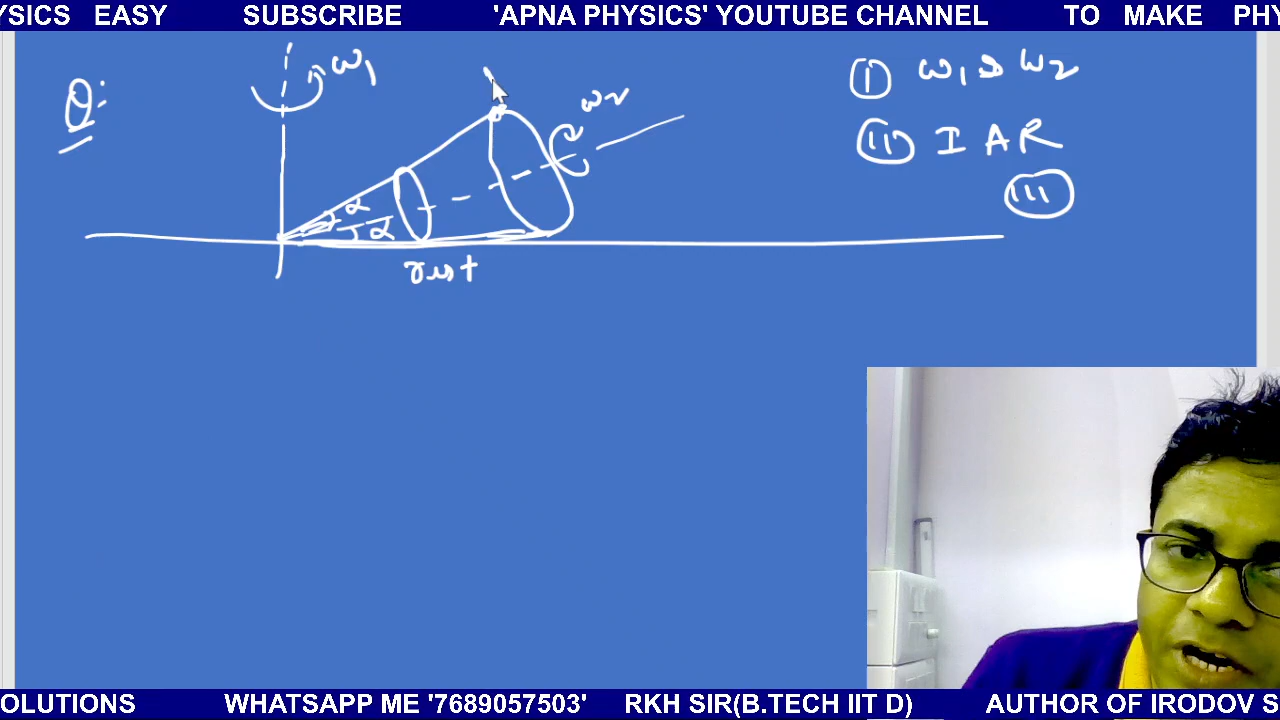 YSICS EASY SUBSCRIBE 'APNA PHYSICS' YOUTUBE CHANNEL TO MAKE PHY
Q:
ω1
ω2
α
α
rest
I ω1 & ω2
II I A R
III
OLUTIONS WHATSAPP ME '7689057503' RKH SIR(B.TECH IIT D) AUTHOR OF IRODOV S